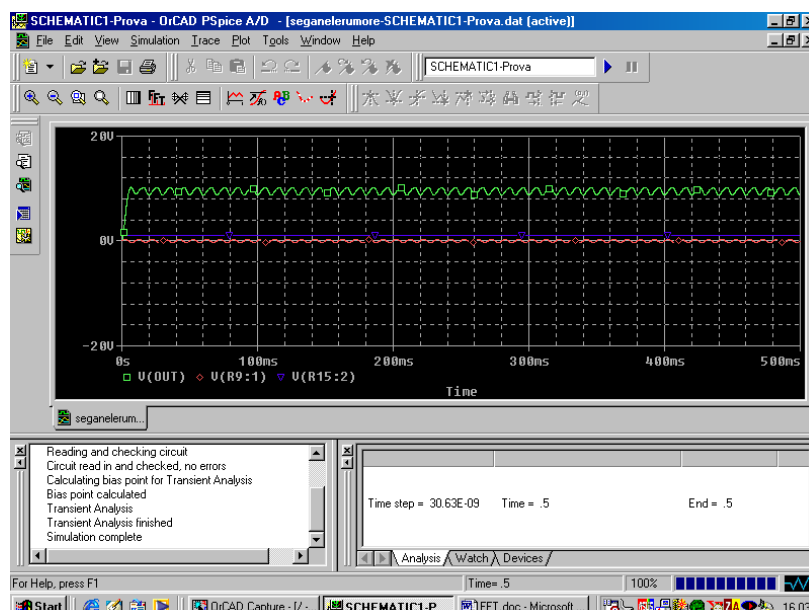 SCHEMATIC1-Prova - OrCAD PSpice A/D - [seganelerumore-SCHEMATIC1-Prova.dat (active)]
File Edit View Simulation Trace Plot Tools Window Help
SCHEMATIC1-Prova
20V
0V
-20V
0s 100ms 200ms 300ms 400ms 500ms
V(OUT) V(R9:1) V(R15:2)
Time
seganelerum...
Reading and checking circuit
Circuit read in and checked, no errors
Calculating bias point for Transient Analysis
Bias point calculated
Transient Analysis
Transient Analysis finished
Simulation complete
Time step = 30.63E-09 Time = .5 End = .5
Analysis Watch Devices
For Help, press F1 Time= .5 100%
Start OrCAD Capture - [/ - SCHEMATIC1-P... FFT.doc - Microsoft